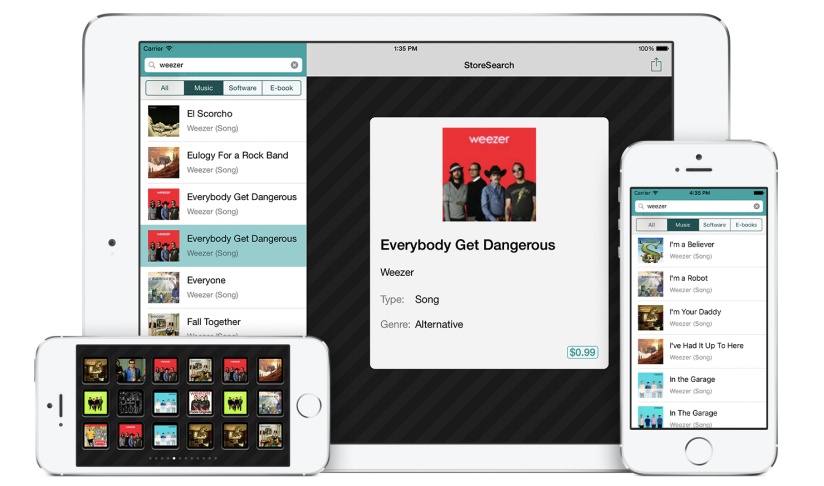 Carrier
1:35 PM
100%
weezer
StoreSearch
All
Music
Software
E-book
El Scorcho
Weezer (Song)
Eulogy For a Rock Band
Weezer (Song)
Everybody Get Dangerous
Weezer (Song)
Everybody Get Dangerous
Weezer (Song)
Everyone
Weezer (Song)
Fall Together
Weezer (Song)
weezer
Everybody Get Dangerous
Weezer
Type: Song
Genre: Alternative
$0.99
Carrier
4:35 PM
weezer
All
Music
Software
E-books
I'm a Believer
Weezer (Song)
I'm a Robot
Weezer (Song)
I'm Your Daddy
Weezer (Song)
I've Had It Up To Here
Weezer (Song)
In the Garage
Weezer (Song)
In The Garage
Weezer (Song)